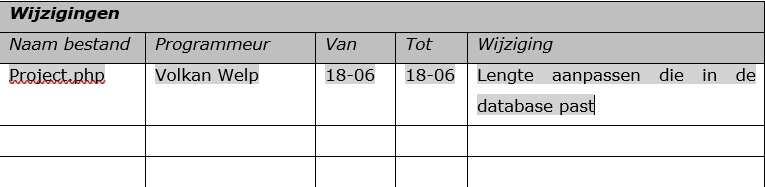 Wijzigingen
Naam bestand Programmeur Van Tot Wijziging
Project.php Volkan Welp 18-06 18-06 Lengte aanpassen die in de
database past